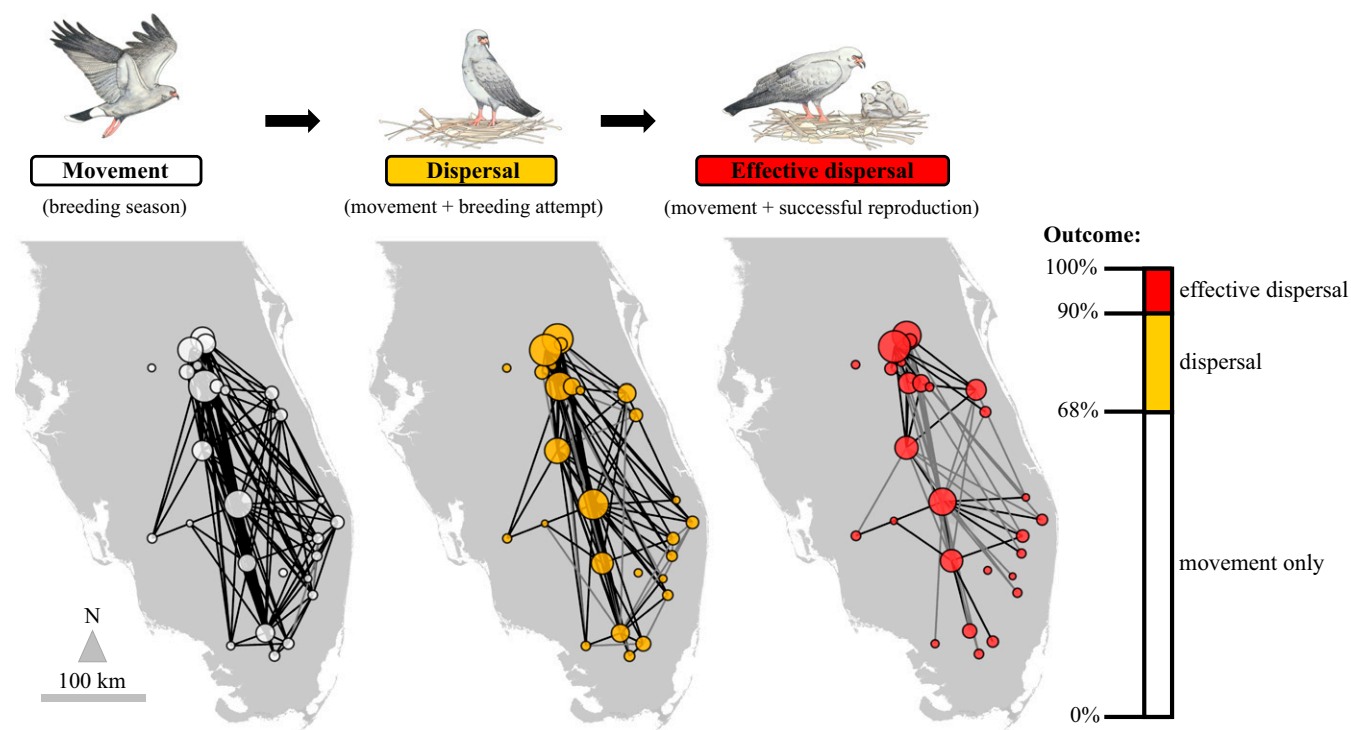 Movement
(breeding season)
Dispersal
(movement + breeding attempt)
Effective dispersal
(movement + successful reproduction)
Outcome:
100%
effective dispersal
90%
dispersal
68%
movement only
0%
N
100 km